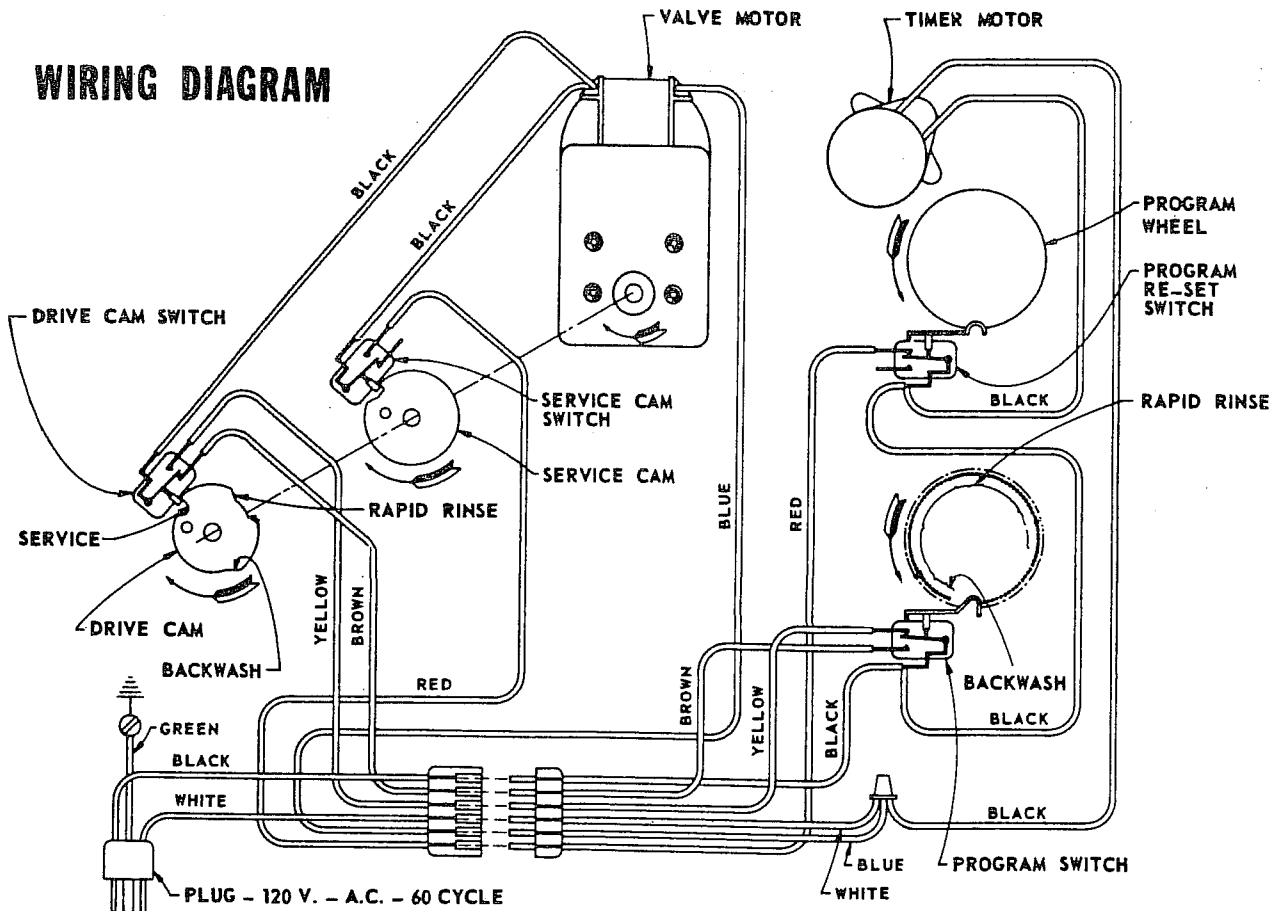 VALVE MOTOR
TIMER MOTOR
WIRING DIAGRAM
BLACK
BLACK
PROGRAM
WHEEL
PROGRAM
RE-SET
SWITCH
DRIVE CAM SWITCH
SERVICE CAM
SWITCH
BLACK
RAPID RINSE
SERVICE CAM
RAPID RINSE
SERVICE
BLUE
RED
YELLOW
BROWN
DRIVE CAM
BACKWASH
RED
BROWN
YELLOW
BLACK
BACKWASH
BLACK
GREEN
BLACK
WHITE
BLACK
BLUE
WHITE
PROGRAM SWITCH
PLUG - 120 V. - A.C. - 60 CYCLE